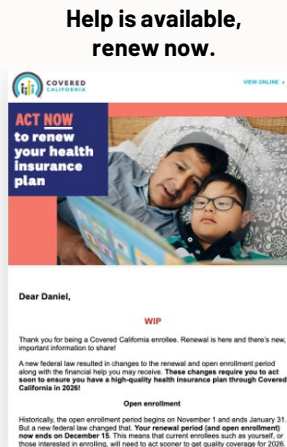 Help is available,
renew now.
COVERED
CALIFORNIA
VIEW ONLINE »
ACT NOW
to renew
your health
insurance
plan
Dear Daniel,
WIP
Thank you for being a Covered California enrollee. Renewal is here and there's new,
important information to share!
A new federal law resulted in changes to the renewal and open enrollment period
along with the financial help you may receive. These changes require you to act
soon to ensure you have a high-quality health insurance plan through Covered
California in 2026!
Open enrollment
Historically, the open enrollment period begins on November 1 and ends January 31.
But a new federal law changed that. Your renewal period (and open enrollment)
now ends on December 15. This means that current enrollees such as yourself, or
those interested in enrolling, will need to act sooner to get quality coverage for 2026.